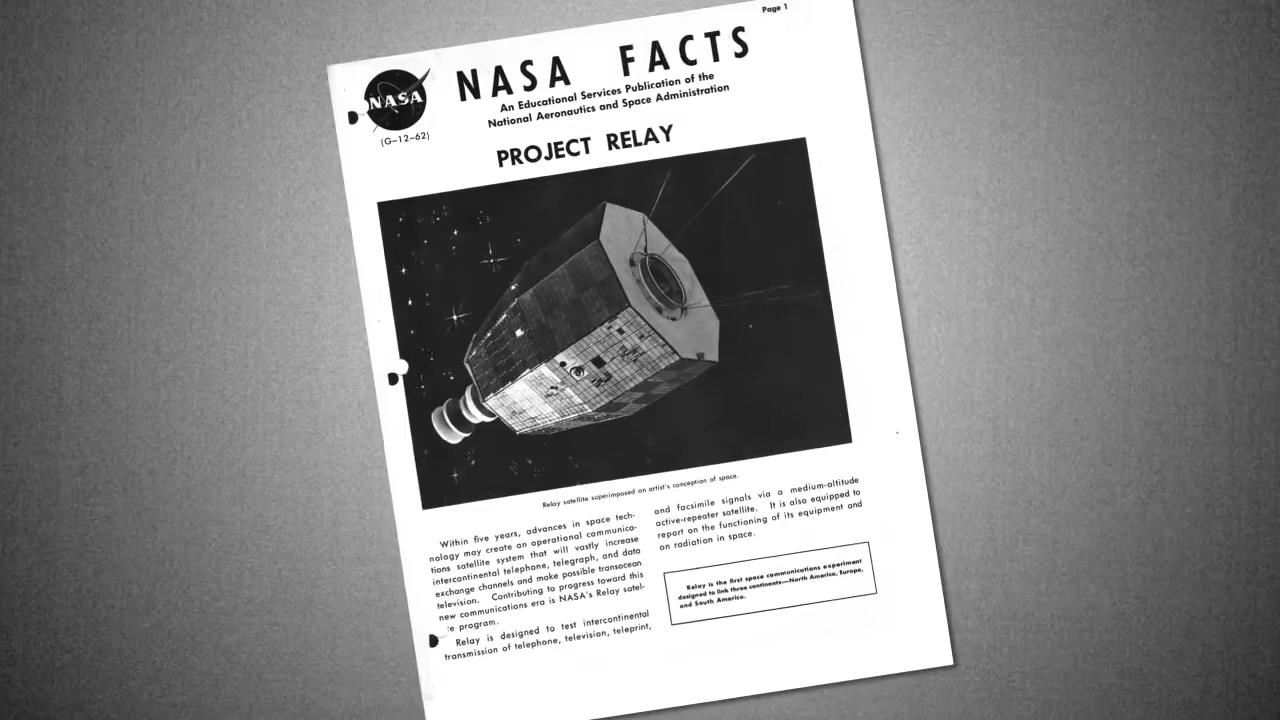 Page 1
NASA FACTS
NASA
An Educational Services Publication of the
National Aeronautics and Space Administration
(G-12-62)
PROJECT RELAY
Relay satellite superimposed on artist's conception of space.
Within five years, advances in space tech-
nology may create an operational communica-
tions satellite system that will vastly increase
intercontinental telephone, telegraph, and data
exchange channels and make possible transocean
television. Contributing to progress toward this
new communications era is NASA's Relay satel-
e program.
Relay is designed to test intercontinental
transmission of telephone, television, teleprint,
and facsimile signals via a medium-altitude
active-repeater satellite. It is also equipped to
report on the functioning of its equipment and
on radiation in space.
Relay is the first space communications experiment
designed to link three continents—North America, Europe,
and South America.